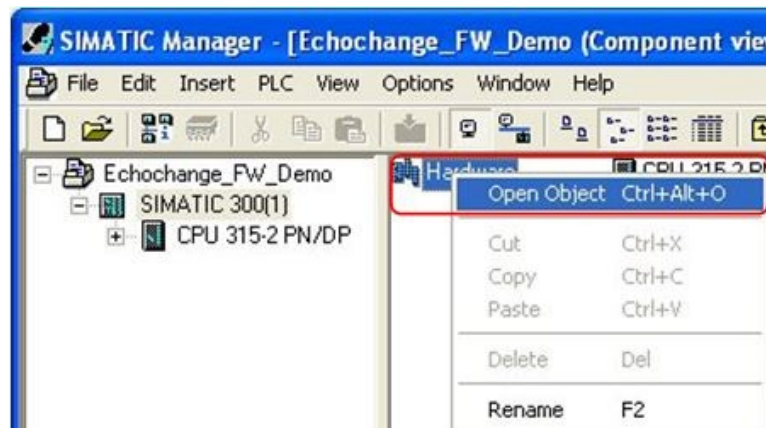 SIMATIC Manager - [Echochange_FW_Demo (Component vie
File Edit Insert PLC View Options Window Help
Echochange_FW_Demo
SIMATIC 300(1)
CPU 315-2 PN/DP
Hardware
Open Object Ctrl+Alt+O
Cut Ctrl+X
Copy Ctrl+C
Paste Ctrl+V
Delete Del
Rename F2